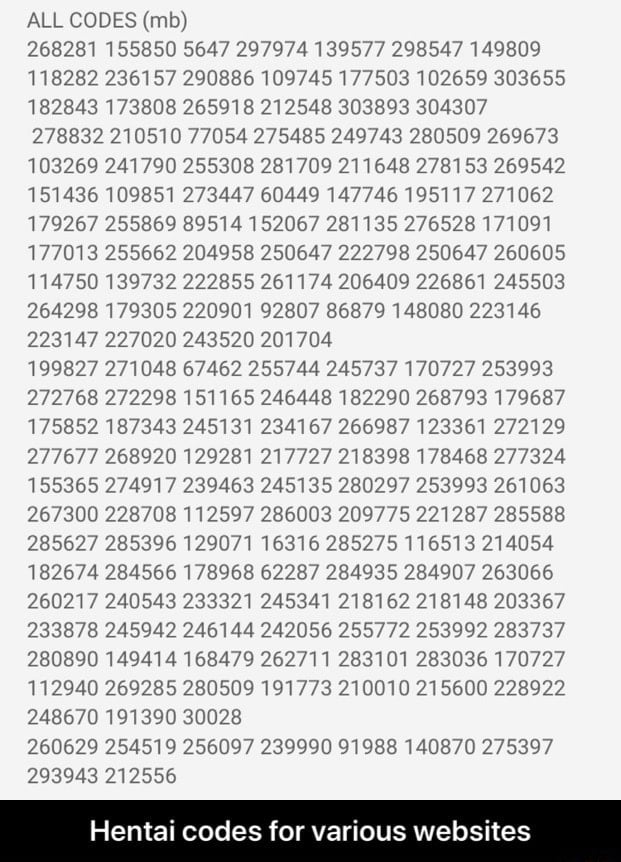 ALL CODES (mb)
268281 155850 5647 297974 139577 298547 149809
118282 236157 290886 109745 177503 102659 303655
182843 173808 265918 212548 303893 304307
278832 210510 77054 275485 249743 280509 269673
103269 241790 255308 281709 211648 278153 269542
151436 109851 273447 60449 147746 195117 271062
179267 255869 89514 152067 281135 276528 171091
177013 255662 204958 250647 222798 250647 260605
114750 139732 222855 261174 206409 226861 245503
264298 179305 220901 92807 86879 148080 223146
223147 227020 243520 201704
199827 271048 67462 255744 245737 170727 253993
272768 272298 151165 246448 182290 268793 179687
175852 187343 245131 234167 266987 123361 272129
277677 268920 129281 217727 218398 178468 277324
155365 274917 239463 245135 280297 253993 261063
267300 228708 112597 286003 209775 221287 285588
285627 285396 129071 16316 285275 116513 214054
182674 284566 178968 62287 284935 284907 263066
260217 240543 233321 245341 218162 218148 203367
233878 245942 246144 242056 255772 253992 283737
280890 149414 168479 262711 283101 283036 170727
112940 269285 280509 191773 210010 215600 228922
248670 191390 30028
260629 254519 256097 239990 91988 140870 275397
293943 212556
Hentai codes for various websites